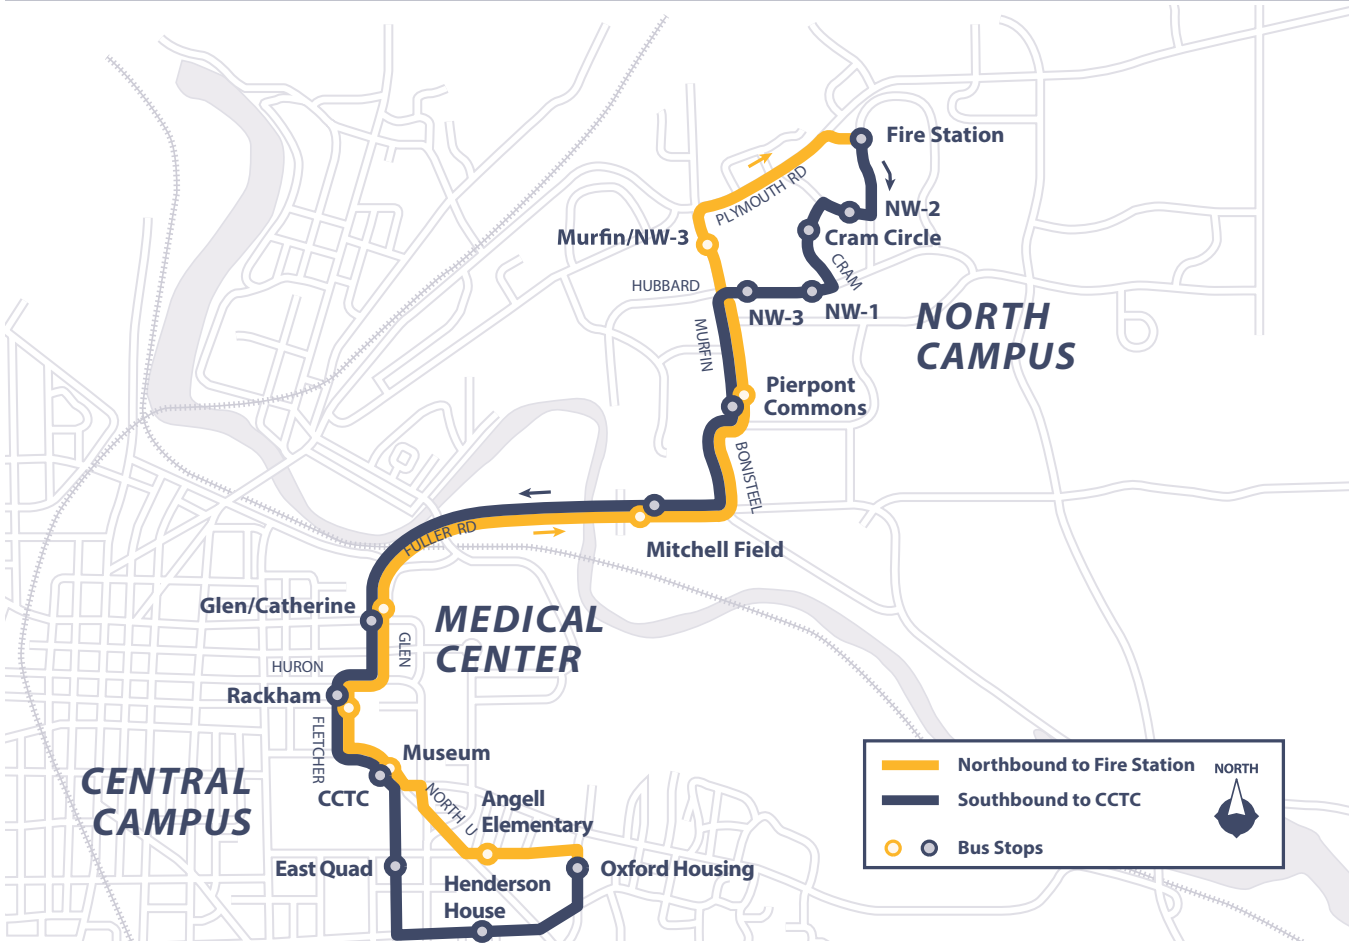 Fire Station
PLYMOUTH RD
NW-2
Murfin/NW-3
Cram Circle
CRAM
HUBBARD
NW-3
NW-1
NORTH
CAMPUS
MURFIN
Pierpont
Commons
BONISTEEL
FULLER RD
Mitchell Field
Glen/Catherine
MEDICAL
CENTER
GLEN
HURON
Rackham
FLETCHER
Museum
CENTRAL
CAMPUS
CCTC
NORTH U
Angell
Elementary
East Quad
Henderson
House
Oxford Housing
Northbound to Fire Station
Southbound to CCTC
Bus Stops
NORTH